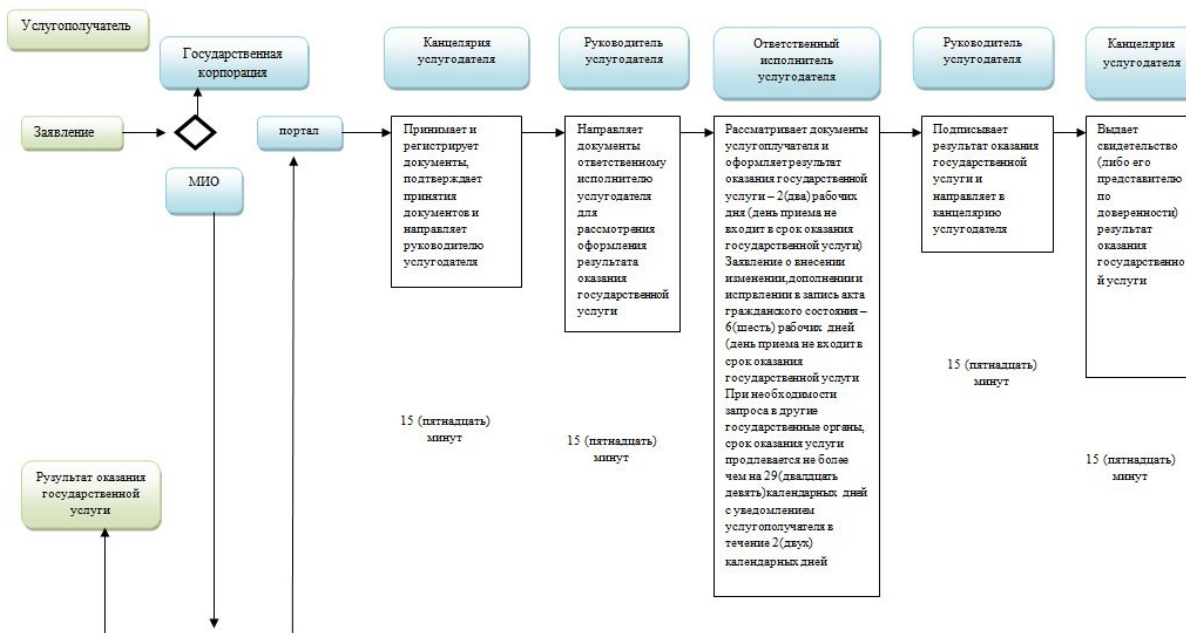 Услугополучатель
Государственная
корпорация
Канцелярия
услугодателя
Руководитель
услугодателя
Ответственный
исполнитель
услугодателя
Руководитель
услугодателя
Канцелярия
услугодателя
Заявление
портал
МИО
Принимает и
регистрирует
документы,
подтверждает
принятия
документов и
направляет
руководителю
услугодателя
Направляет
документы
ответственному
исполнителю
услугодателя
для
рассмотрения
оформления
результата
оказания
государственной
услуги
Рассматривает документы
услугоплучателя и
оформляет результат
оказания государственной
услуги – 2(два) рабочих
дня (день приема не
входит в срок оказания
государственной услуги)
Заявление о внесении
изменении, дополнении и
испрвлении в запись акта
гражданского состояния –
6(шесть) рабочих дней
(день приема не входит в
срок оказания
государственной услуги
При необходимости
запроса в другие
государственные органы,
срок оказания услуги
продлевается не более
чем на 29(двалдцать
девять)календарных дней
с уведомлением
услугополучателя в
течение 2(двух)
календарных дней
Подписывает
результат оказания
государственной
услуги и
направляет в
канцелярию
услугодателя
Выдает
свидетельство
(либо его
представителю
по
доверенности)
результат
оказания
государственно
й услуги
15 (пятнадцать)
минут
15 (пятнадцать)
минут
15 (пятнадцать)
минут
15 (пятнадцать)
минут
Рузультат оказания
государственной
услуги